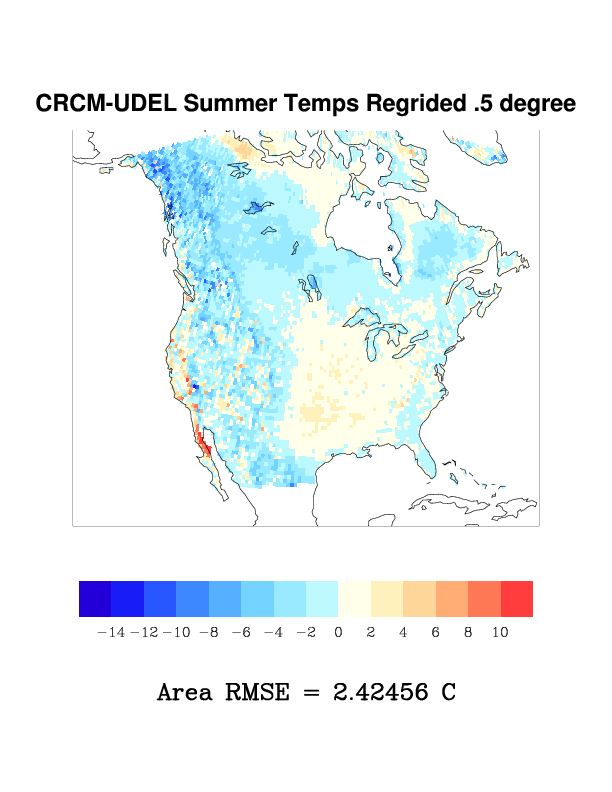 CRCM-UDEL Summer Temps Regrided .5 degree
-14 -12 -10 -8 -6 -4 -2 0 2 4 6 8 10
Area RMSE = 2.42456 C